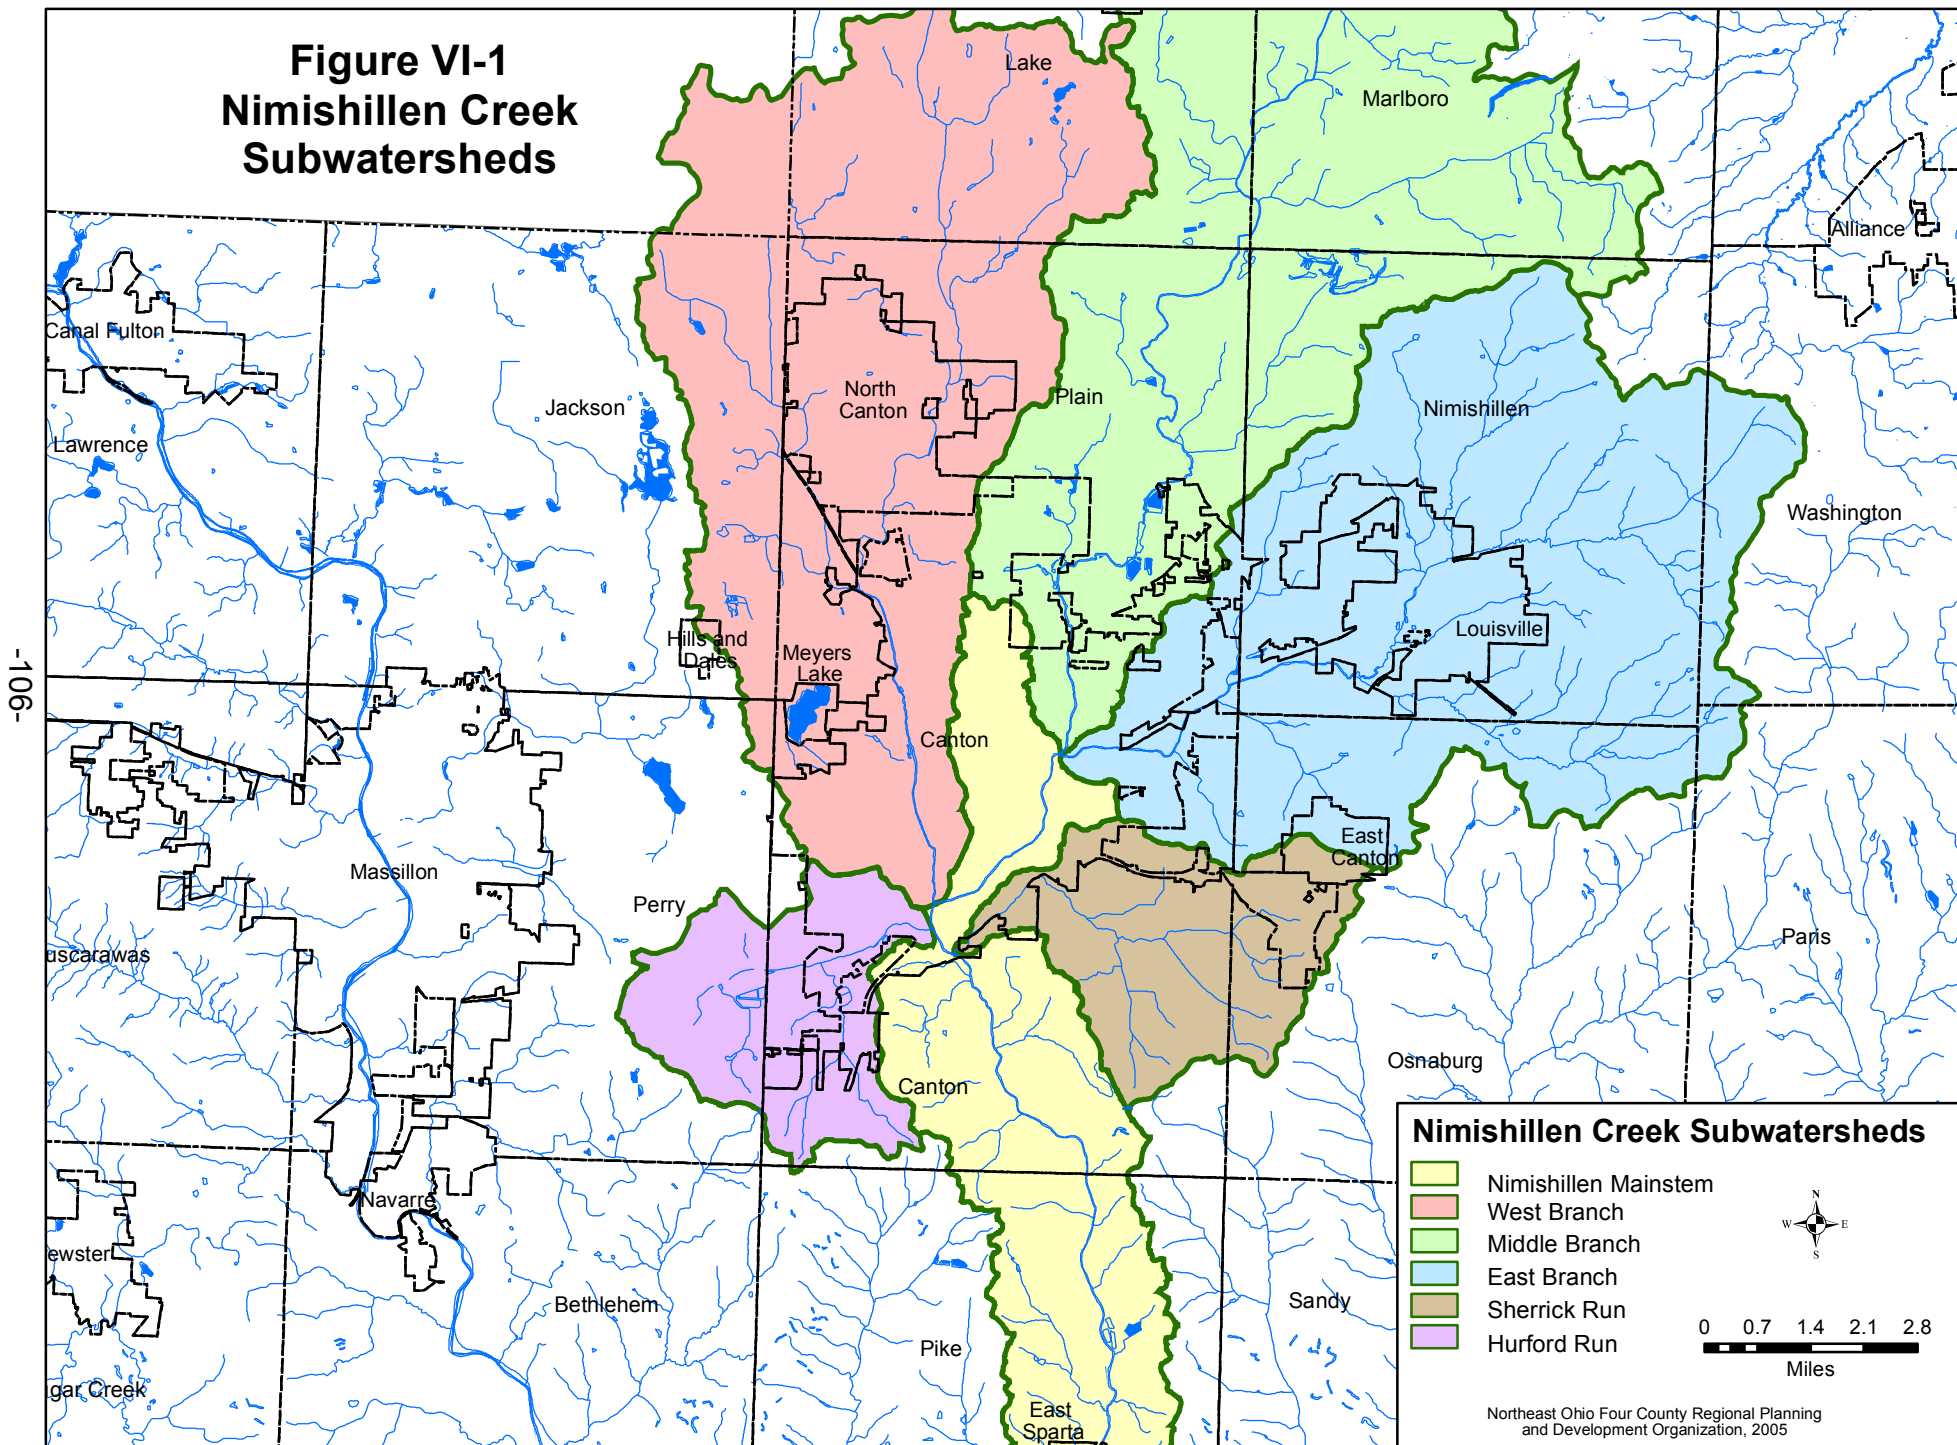 Figure VI-1
Nimishillen Creek
Subwatersheds
Lake
Marlboro
Alliance
Canal Fulton
Jackson
North
Canton
Plain
Nimishillen
Lawrence
Washington
Hills and
Dales
Meyers
Lake
Louisville
-106-
Canton
East
Canton
Massillon
Perry
Paris
uscarawas
Osnaburg
Canton
Navarre
ewster
Bethlehem
Sandy
Pike
gar Creek
East
Sparta
Nimishillen Creek Subwatersheds
Nimishillen Mainstem
West Branch
Middle Branch
East Branch
Sherrick Run
Hurford Run
N
W E
S
0 0.7 1.4 2.1 2.8
Miles
Northeast Ohio Four County Regional Planning
and Development Organization, 2005